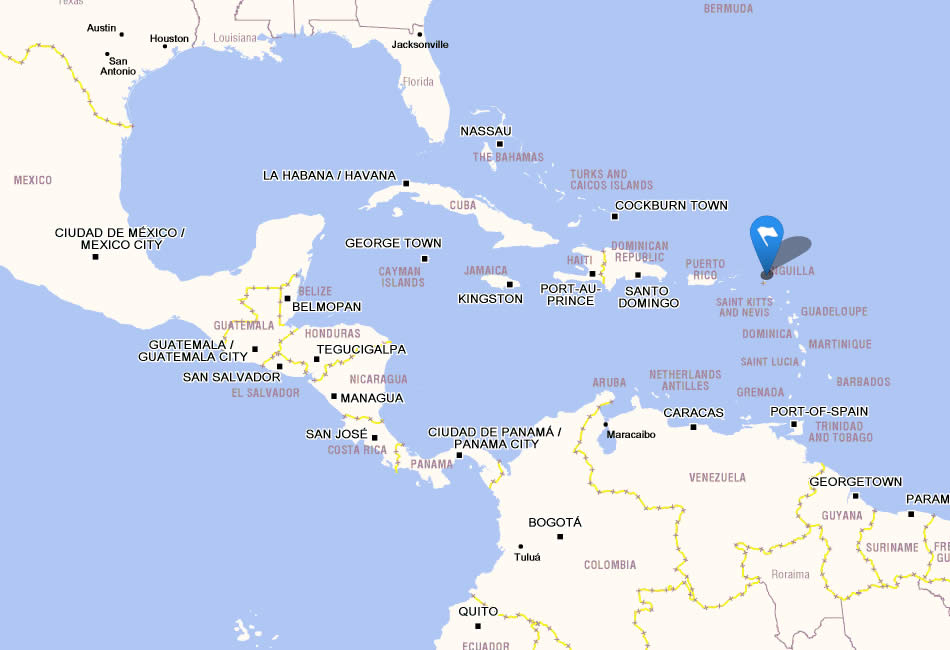 Texas
BERMUDA
Austin
Houston
Louisiana
Jacksonville
San
Antonio
Florida
NASSAU
THE BAHAMAS
MEXICO
LA HABANA / HAVANA
TURKS AND
CAICOS ISLANDS
CUBA
COCKBURN TOWN
CIUDAD DE MÉXICO /
MEXICO CITY
GEORGE TOWN
DOMINICAN
REPUBLIC
HAITI
PUERTO
RICO
NGUILLA
CAYMAN
ISLANDS
JAMAICA
KINGSTON
PORT-AU-
PRINCE
SANTO
DOMINGO
BELIZE
BELMOPAN
SAINT KITTS
AND NEVIS
GUADELOUPE
GUATEMALA
HONDURAS
DOMINICA
MARTINIQUE
GUATEMALA /
GUATEMALA CITY
TEGUCIGALPA
SAINT LUCIA
SAN SALVADOR
NICARAGUA
EL SALVADOR
ARUBA
NETHERLANDS
ANTILLES
BARBADOS
GRENADA
MANAGUA
CARACAS
PORT-OF-SPAIN
TRINIDAD
AND TOBAGO
SAN JOSÉ
COSTA RICA
CIUDAD DE PANAMÁ /
PANAMA CITY
Maracaibo
PANAMA
VENEZUELA
GEORGETOWN
PARAM
GUYANA
BOGOTÁ
SURINAME
FRE
GU
Tuluá
COLOMBIA
Roraima
QUITO
ECUADOR